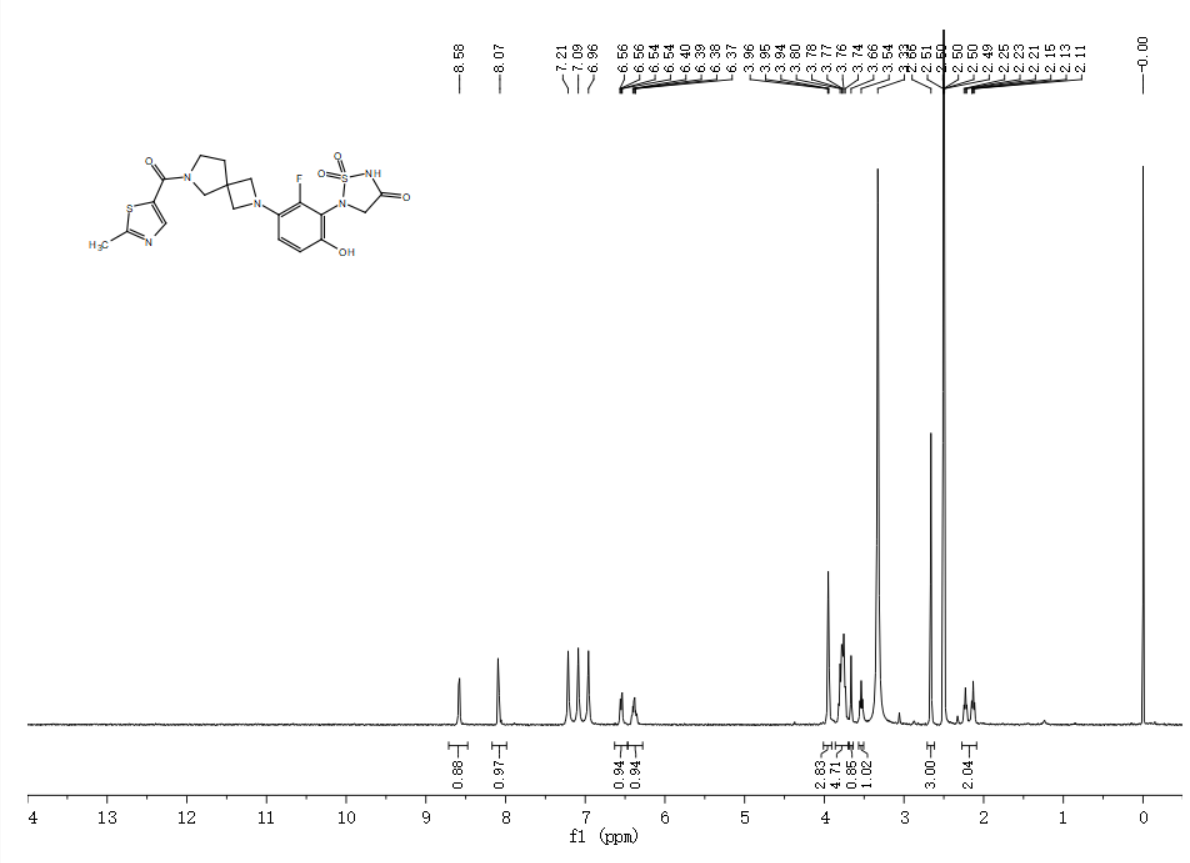 8.58
8.07
7.21
7.09
6.96
6.56
6.56
6.54
6.54
6.40
6.39
6.38
6.37
3.96
3.95
3.94
3.80
3.78
3.77
3.76
3.74
3.66
3.54
3.33
2.66
2.51
2.50
2.50
2.50
2.49
2.25
2.23
2.21
2.15
2.13
2.11
-0.00
O
N
S
N
H₃C
N
F
O
O
S
NH
N
O
OH
0.88
0.97
0.94
0.94
2.83
4.71
0.85
1.02
3.00
2.04
4 13 12 11 10 9 8 7 6 5 4 3 2 1 0
f1 (ppm)